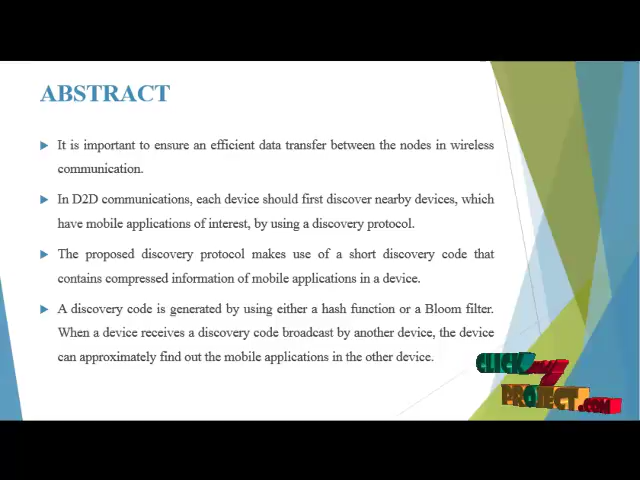 ABSTRACT
It is important to ensure an efficient data transfer between the nodes in wireless
communication.
In D2D communications, each device should first discover nearby devices, which
have mobile applications of interest, by using a discovery protocol.
The proposed discovery protocol makes use of a short discovery code that
contains compressed information of mobile applications in a device.
A discovery code is generated by using either a hash function or a Bloom filter.
When a device receives a discovery code broadcast by another device, the device
can approximately find out the mobile applications in the other device.
CLICK MY
PROJECT.COM